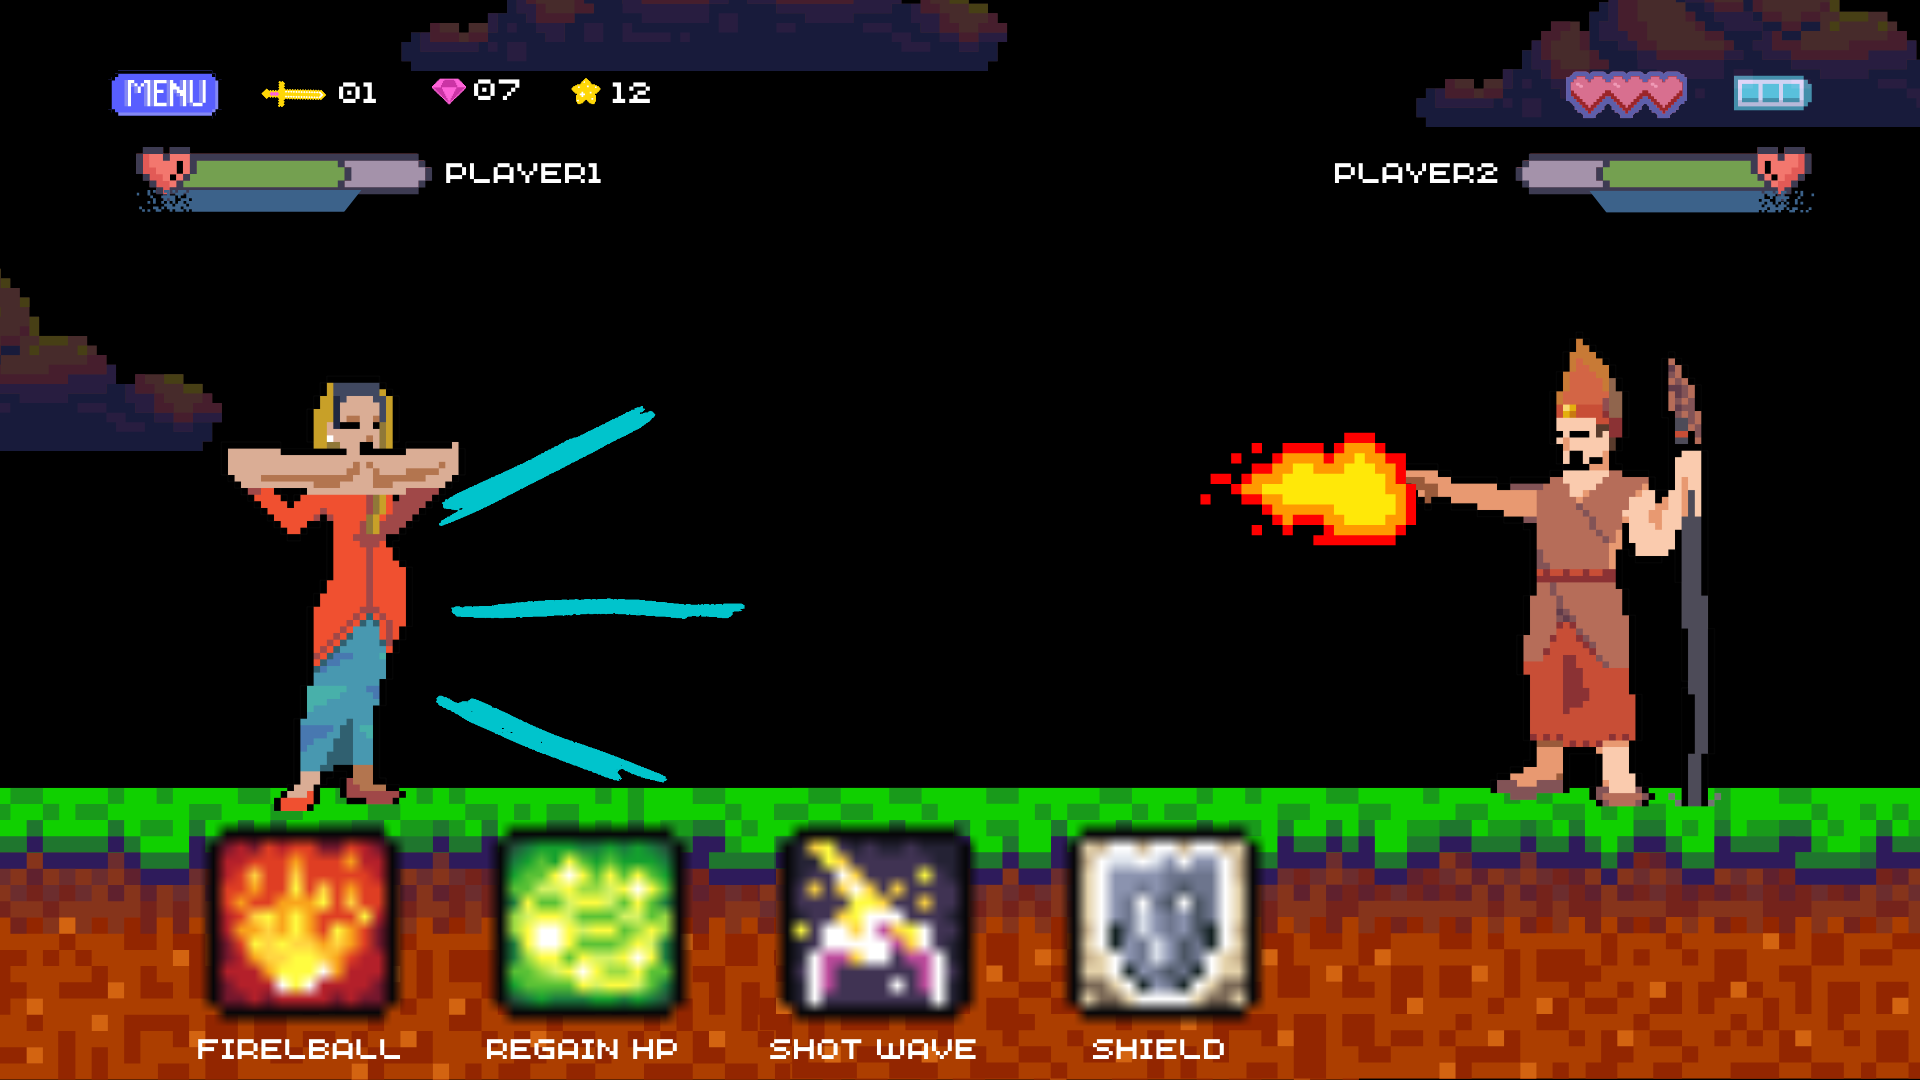 MENU 01 07 12
PLAYER1 PLAYER2
FIRELBALL REGAIN HP SHOT WAVE SHIELD